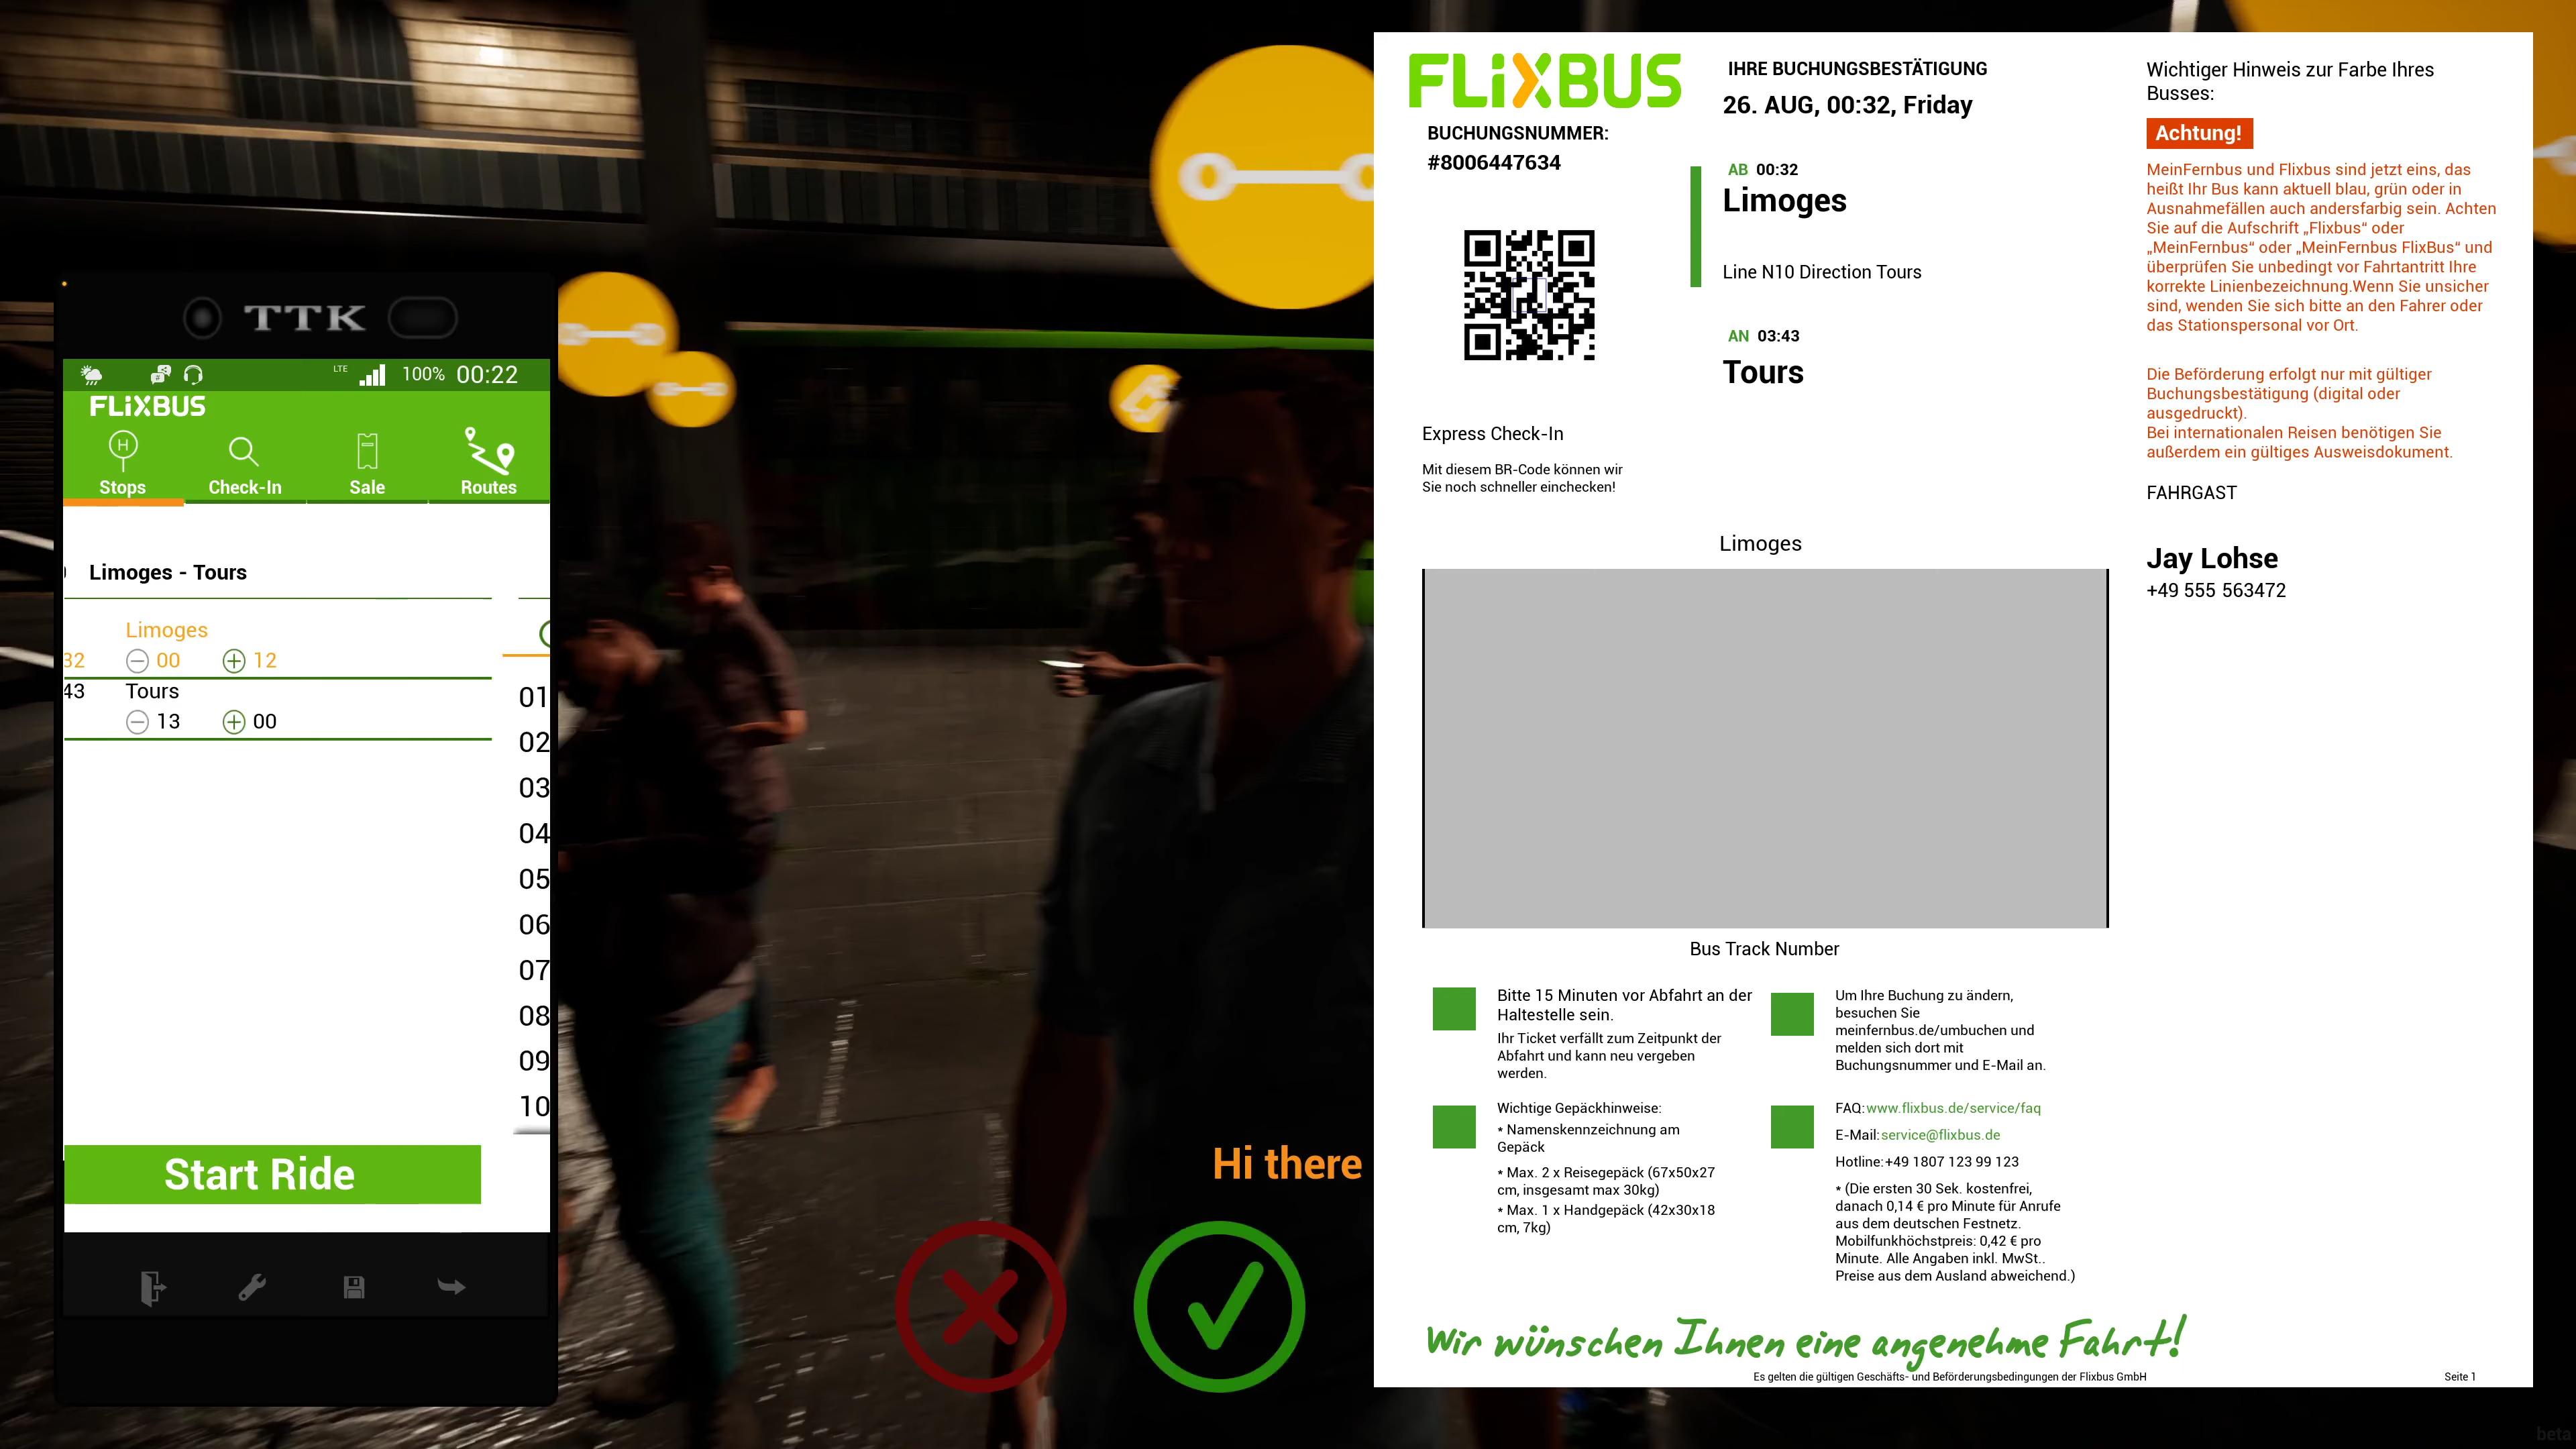 TTK
LTE 100% 00:22
FLiXBUS
H
Stops Check-In Sale Routes
Limoges - Tours
Limoges
32 00 12
43 Tours
13 00
01
02
03
04
05
06
07
08
09
10
Start Ride
Hi there
FLiXBUS
BUCHUNGSNUMMER:
#8006447634
Express Check-In
Mit diesem BR-Code können wir
Sie noch schneller einchecken!
IHRE BUCHUNGSBESTÄTIGUNG
26. AUG, 00:32, Friday
AB 00:32
Limoges
Line N10 Direction Tours
AN 03:43
Tours
Limoges
Bus Track Number
Bitte 15 Minuten vor Abfahrt an der
Haltestelle sein.
Ihr Ticket verfällt zum Zeitpunkt der
Abfahrt und kann neu vergeben
werden.
Wichtige Gepäckhinweise:
* Namenskennzeichnung am
Gepäck
* Max. 2 x Reisegepäck (67x50x27
cm, insgesamt max 30kg)
* Max. 1 x Handgepäck (42x30x18
cm, 7kg)
Um Ihre Buchung zu ändern,
besuchen Sie
meinfernbus.de/umbuchen und
melden sich dort mit
Buchungsnummer und E-Mail an.
FAQ:www.flixbus.de/service/faq
E-Mail:service@flixbus.de
Hotline:+49 1807 123 99 123
* (Die ersten 30 Sek. kostenfrei,
danach 0,14 € pro Minute für Anrufe
aus dem deutschen Festnetz.
Mobilfunkhöchstpreis: 0,42 € pro
Minute. Alle Angaben inkl. MwSt..
Preise aus dem Ausland abweichend.)
Wichtiger Hinweis zur Farbe Ihres
Busses:
Achtung!
MeinFernbus und Flixbus sind jetzt eins, das
heißt Ihr Bus kann aktuell blau, grün oder in
Ausnahmefällen auch andersfarbig sein. Achten
Sie auf die Aufschrift „Flixbus“ oder
„MeinFernbus“ oder „MeinFernbus FlixBus“ und
überprüfen Sie unbedingt vor Fahrtantritt Ihre
korrekte Linienbezeichnung.Wenn Sie unsicher
sind, wenden Sie sich bitte an den Fahrer oder
das Stationspersonal vor Ort.
Die Beförderung erfolgt nur mit gültiger
Buchungsbestätigung (digital oder
ausgedruckt).
Bei internationalen Reisen benötigen Sie
außerdem ein gültiges Ausweisdokument.
FAHRGAST
Jay Lohse
+49 555 563472
Wir wünschen Ihnen eine angenehme Fahrt!
Es gelten die gültigen Geschäfts- und Beförderungsbedingungen der Flixbus GmbH
Seite 1
beta